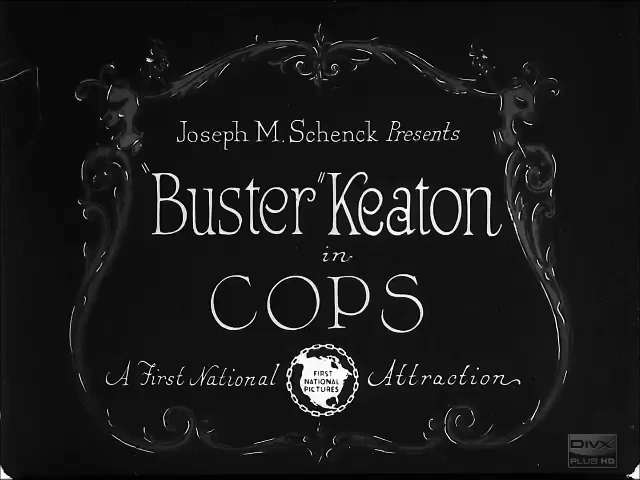 Joseph M. Schenck Presents
"Buster" Keaton
in
COPS
A First National Attraction
FIRST
NATIONAL
PICTURES
DIVX
PLUS HD